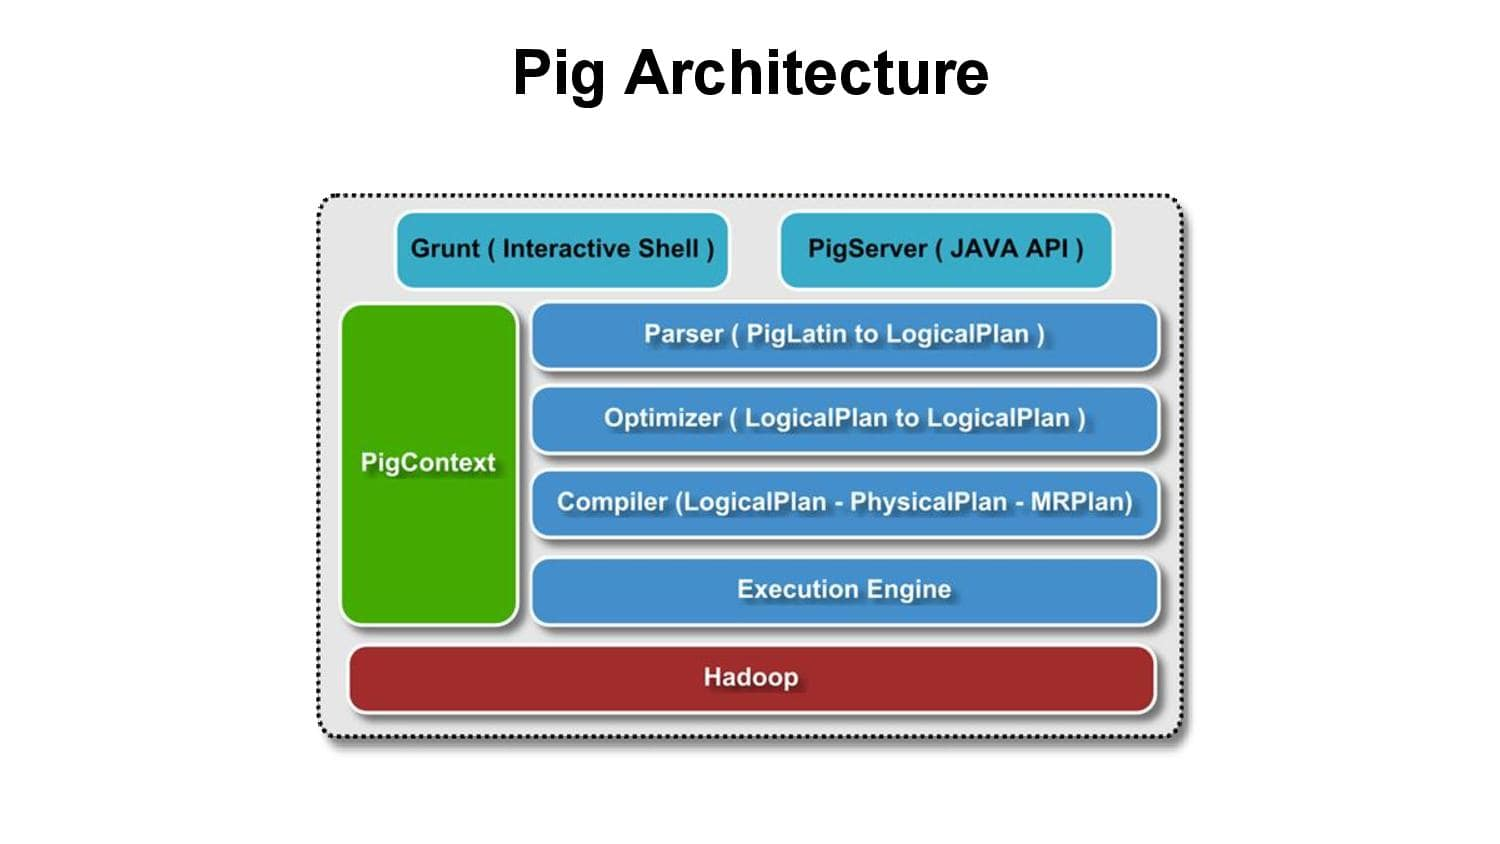 Pig Architecture
Grunt ( Interactive Shell )
PigServer ( JAVA API )
Parser ( PigLatin to LogicalPlan )
Optimizer ( LogicalPlan to LogicalPlan )
PigContext
Compiler (LogicalPlan - PhysicalPlan - MRPlan)
Execution Engine
Hadoop